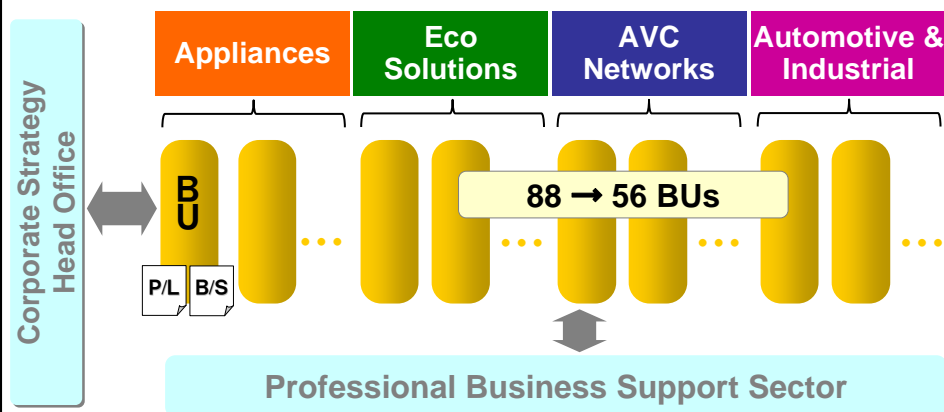 Corporate Strategy
Head Office
Appliances
Eco
Solutions
AVC
Networks
Automotive &
Industrial
B
U
P/L
B/S
88 → 56 BUs
Professional Business Support Sector